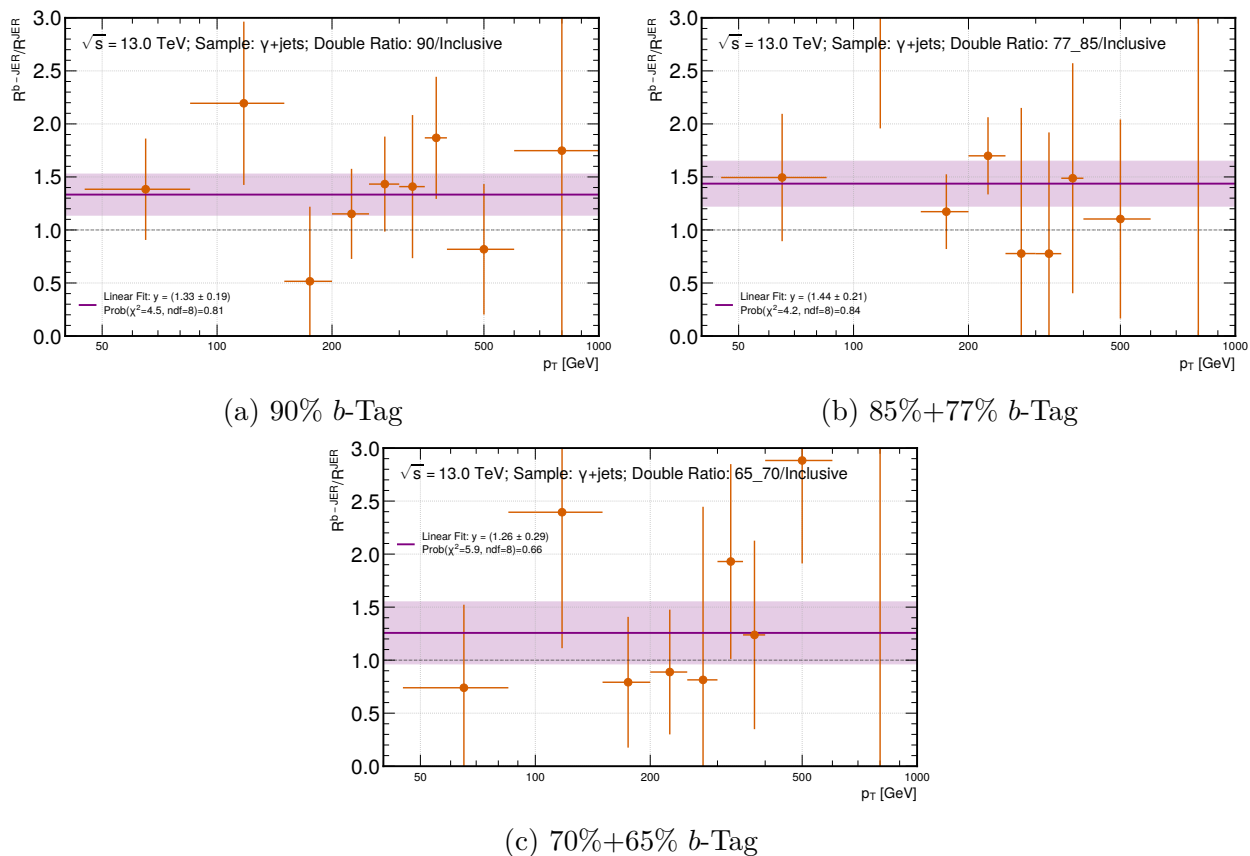 √s = 13.0 TeV; Sample: γ+jets; Double Ratio: 90/Inclusive
R^b−JER/R^JER
3.0
2.5
2.0
1.5
1.0
0.5
0.0
Linear Fit: y = (1.33 ± 0.19)
Prob(χ²=4.5, ndf=8)=0.81
50 100 200 500 1000
p_T [GeV]
(a) 90% b-Tag
√s = 13.0 TeV; Sample: γ+jets; Double Ratio: 77_85/Inclusive
R^b−JER/R^JER
3.0
2.5
2.0
1.5
1.0
0.5
0.0
Linear Fit: y = (1.44 ± 0.21)
Prob(χ²=4.2, ndf=8)=0.84
50 100 200 500 1000
p_T [GeV]
(b) 85%+77% b-Tag
√s = 13.0 TeV; Sample: γ+jets; Double Ratio: 65_70/Inclusive
R^b−JER/R^JER
3.0
2.5
2.0
1.5
1.0
0.5
0.0
Linear Fit: y = (1.26 ± 0.29)
Prob(χ²=5.9, ndf=8)=0.66
50 100 200 500 1000
p_T [GeV]
(c) 70%+65% b-Tag